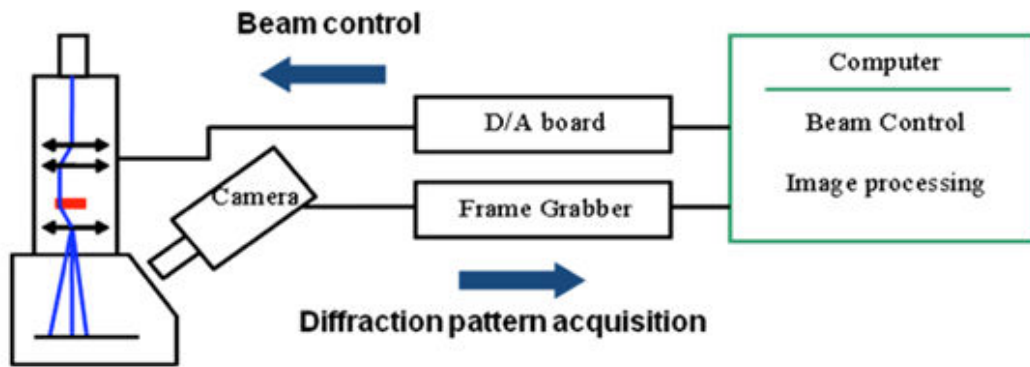 Beam control
Computer
D/A board
Beam Control
Camera
Image processing
Frame Grabber
Diffraction pattern acquisition